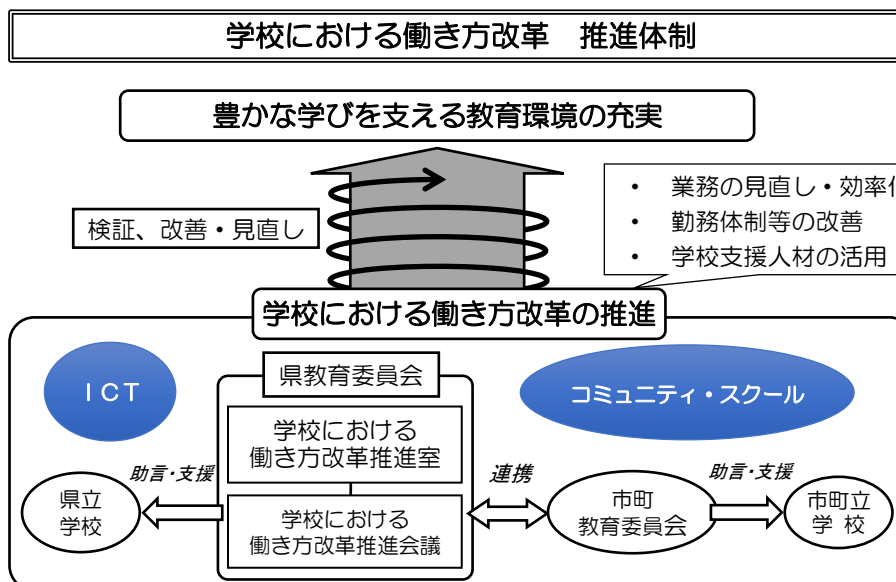 学校における働き方改革　推進体制
豊かな学びを支える教育環境の充実
検証、改善・見直し
・ 業務の見直し・効率化
・ 勤務体制等の改善
・ 学校支援人材の活用
学校における働き方改革の推進
ＩＣＴ
県教育委員会
コミュニティ・スクール
学校における
働き方改革推進室
助言・支援
連携
助言・支援
県立
学校
学校における
働き方改革推進会議
市町
教育委員会
市町立
学 校